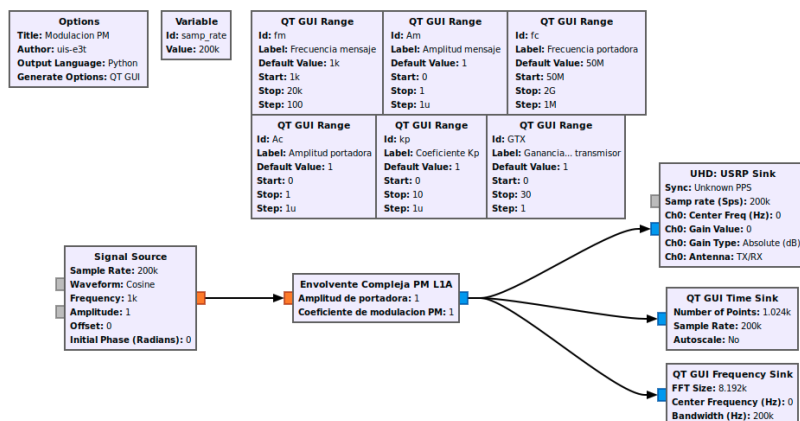 Options
Title: Modulacion PM
Author: uis-e3t
Output Language: Python
Generate Options: QT GUI
Variable
Id: samp_rate
Value: 200k
QT GUI Range
Id: fm
Label: Frecuencia mensaje
Default Value: 1k
Start: 1k
Stop: 20k
Step: 100
QT GUI Range
Id: Am
Label: Amplitud mensaje
Default Value: 1
Start: 0
Stop: 1
Step: 1u
QT GUI Range
Id: fc
Label: Frecuencia portadora
Default Value: 50M
Start: 50M
Stop: 2G
Step: 1M
QT GUI Range
Id: Ac
Label: Amplitud portadora
Default Value: 1
Start: 0
Stop: 1
Step: 1u
QT GUI Range
Id: kp
Label: Coeficiente Kp
Default Value: 1
Start: 0
Stop: 10
Step: 1u
QT GUI Range
Id: GTX
Label: Ganancia... transmisor
Default Value: 1
Start: 0
Stop: 30
Step: 1
Signal Source
Sample Rate: 200k
Waveform: Cosine
Frequency: 1k
Amplitude: 1
Offset: 0
Initial Phase (Radians): 0
Envolvente Compleja PM L1A
Amplitud de portadora: 1
Coeficiente de modulacion PM: 1
UHD: USRP Sink
Sync: Unknown PPS
Samp rate (Sps): 200k
Ch0: Center Freq (Hz): 0
Ch0: Gain Value: 0
Ch0: Gain Type: Absolute (dB)
Ch0: Antenna: TX/RX
QT GUI Time Sink
Number of Points: 1.024k
Sample Rate: 200k
Autoscale: No
QT GUI Frequency Sink
FFT Size: 8.192k
Center Frequency (Hz): 0
Bandwidth (Hz): 200k